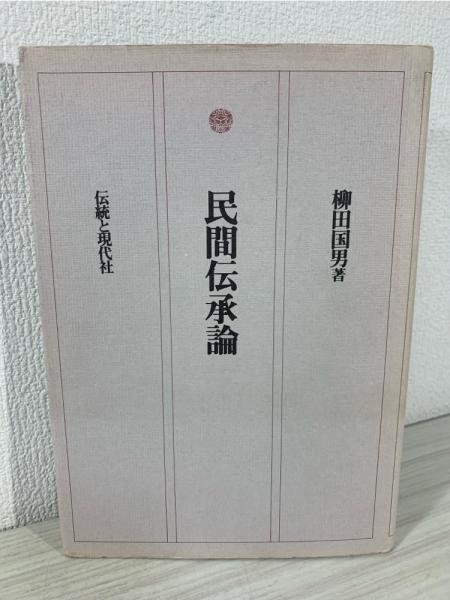 柳田国男著
民間伝承論
伝統と現代社